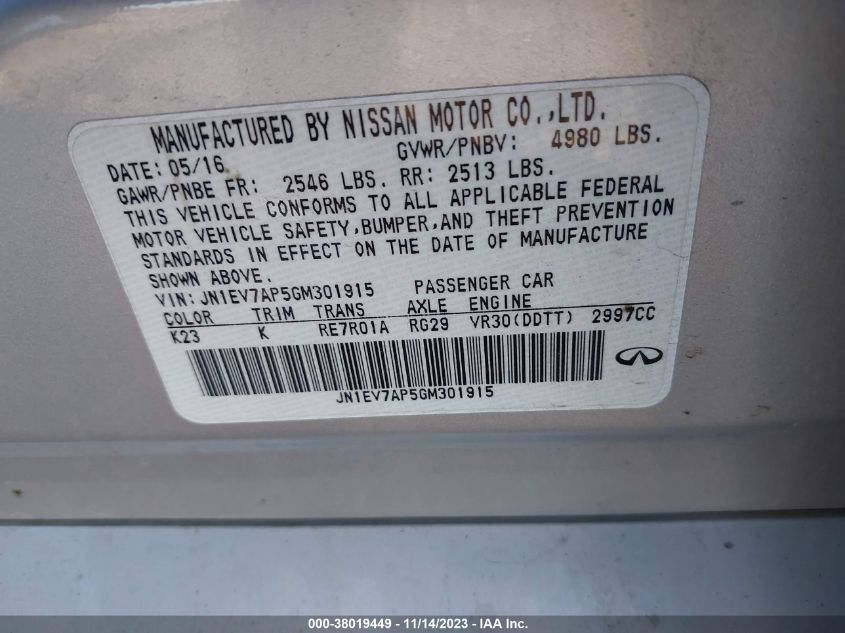 MANUFACTURED BY NISSAN MOTOR CO.,LTD.
DATE: 05/16 GVWR/PNBV: 4980 LBS.
GAWR/PNBE FR: 2546 LBS. RR: 2513 LBS.
THIS VEHICLE CONFORMS TO ALL APPLICABLE FEDERAL
MOTOR VEHICLE SAFETY,BUMPER,AND THEFT PREVENTION
STANDARDS IN EFFECT ON THE DATE OF MANUFACTURE
SHOWN ABOVE.
VIN: JN1EV7AP5GM301915 PASSENGER CAR
COLOR TRIM TRANS AXLE ENGINE
K23 K RE7R01A RG29 VR30(DDTT) 2997CC
JN1EV7AP5GM301915
000-38019449 - 11/14/2023 - IAA Inc.